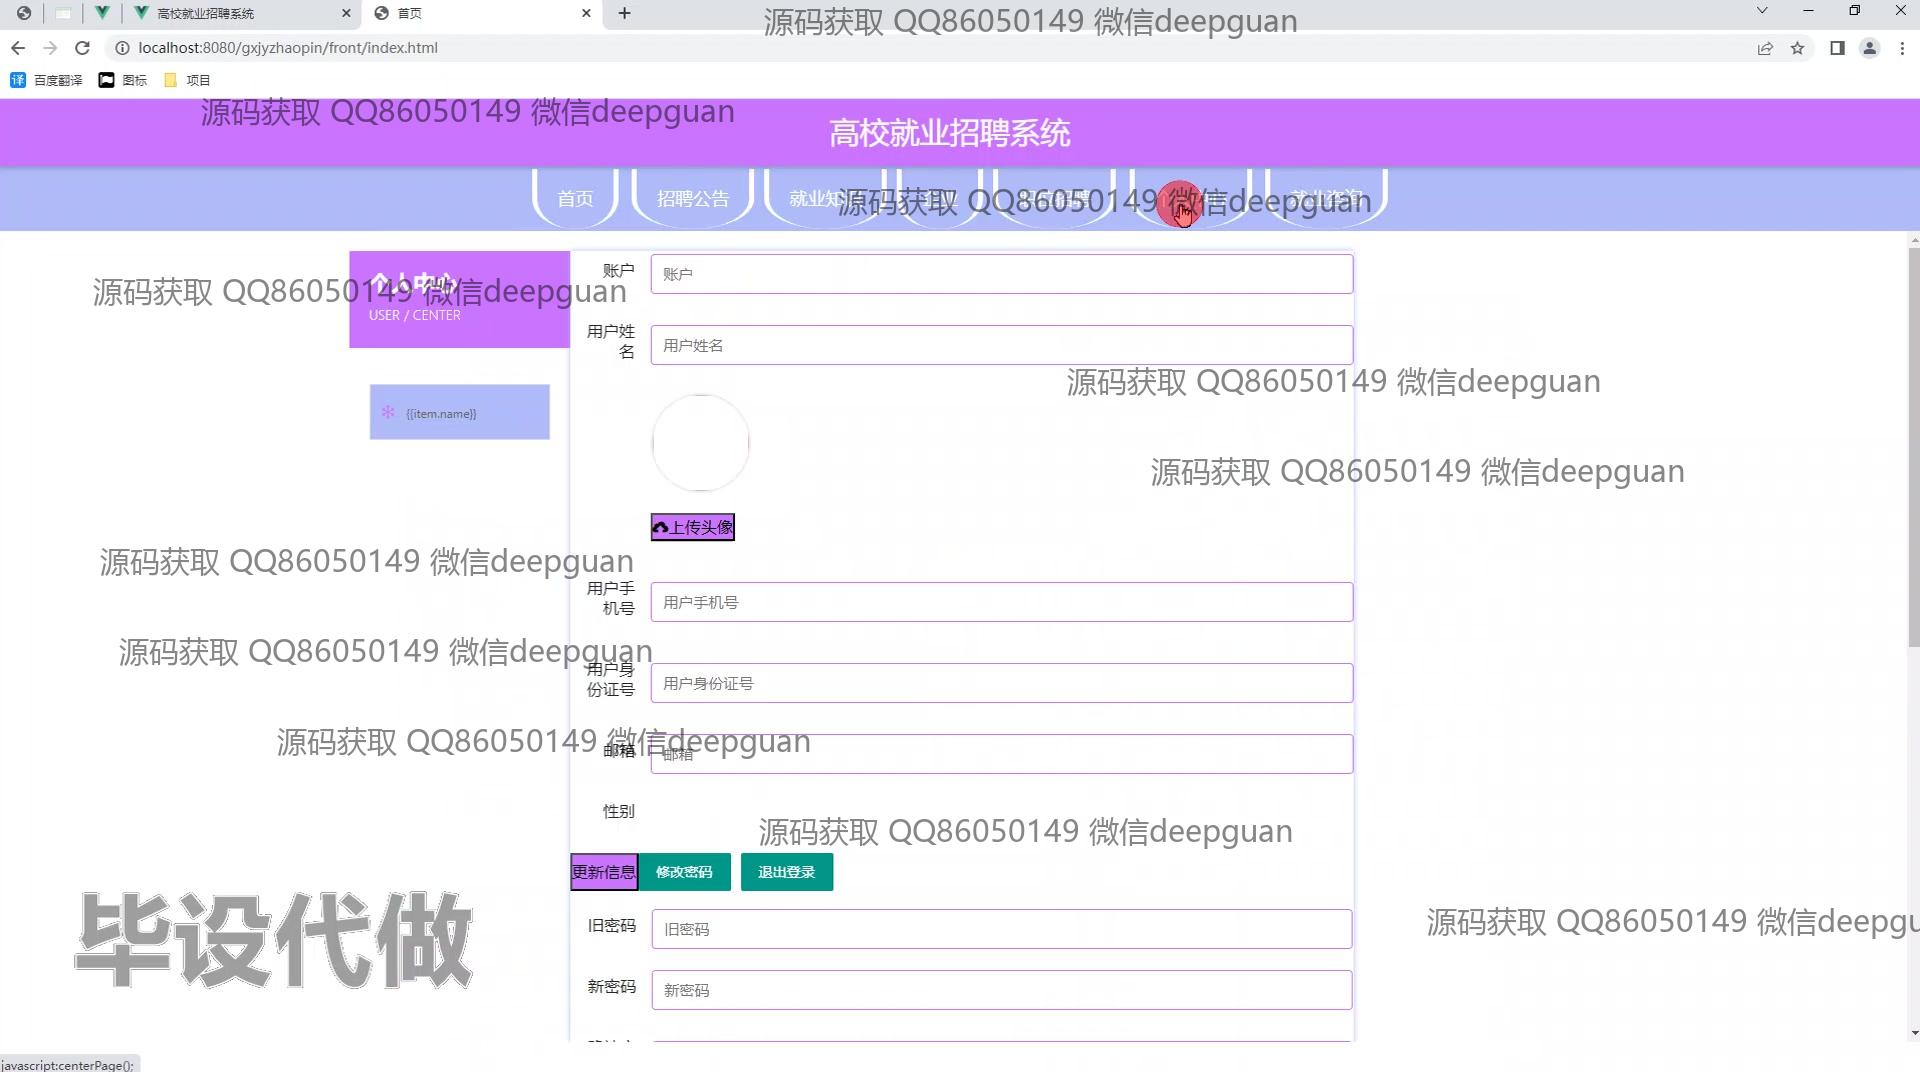 高校就业招聘系统
首页
源码获取 QQ86050149 微信deepguan
localhost:8080/gxjyzhaopin/front/index.html
百度翻译
图标
项目
源码获取 QQ86050149 微信deepguan
高校就业招聘系统
首页
招聘公告
就业知
源码获取 QQ86050149 微信deepguan
就业咨询
个人中心
源码获取 QQ86050149 微信deepguan
USER / CENTER
{{item.name}}
账户
账户
用户姓名
用户姓名
源码获取 QQ86050149 微信deepguan
源码获取 QQ86050149 微信deepguan
上传头像
源码获取 QQ86050149 微信deepguan
用户手机号
用户手机号
源码获取 QQ86050149 微信deepguan
用户身份证号
用户身份证号
源码获取 QQ86050149 微信deepguan
邮箱
邮箱
性别
源码获取 QQ86050149 微信deepguan
更新信息
修改密码
退出登录
毕设代做
旧密码
旧密码
源码获取 QQ86050149 微信deepgu
新密码
新密码
javascript:centerPage();